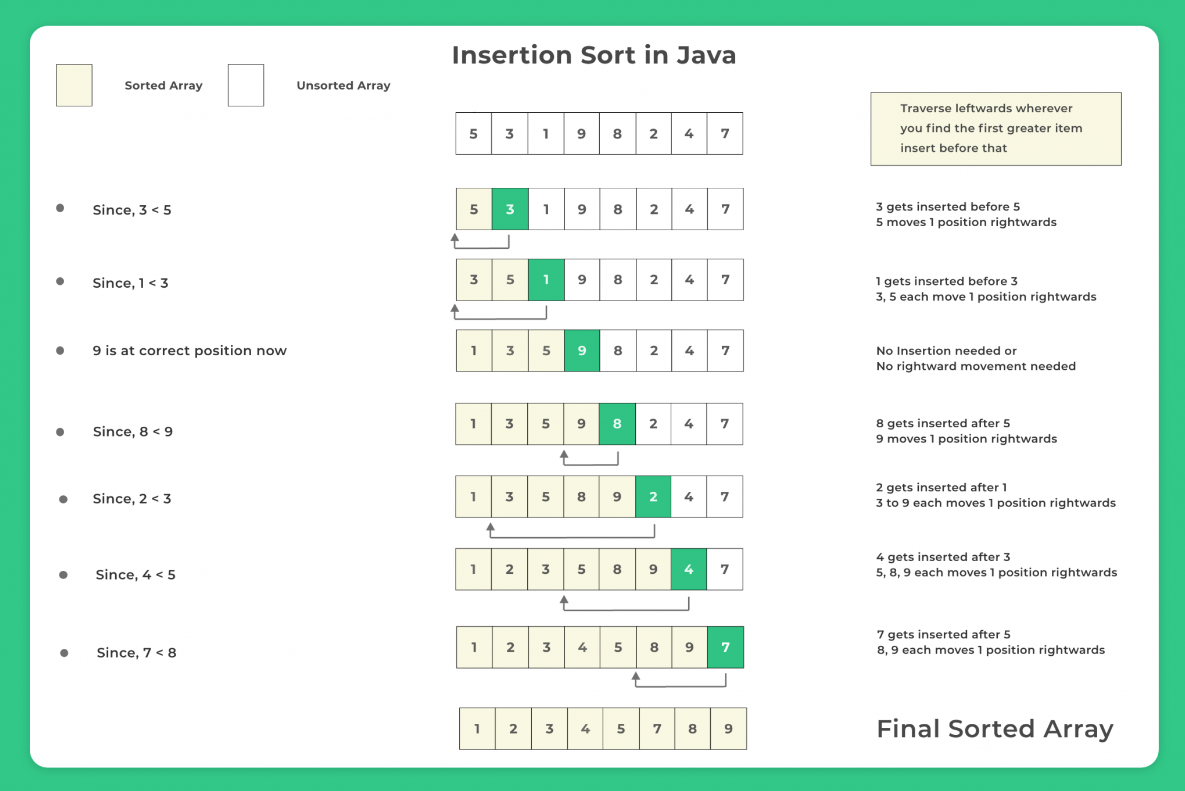 Insertion Sort in Java
Sorted Array
Unsorted Array
Traverse leftwards wherever
you find the first greater item
insert before that
5 3 1 9 8 2 4 7
Since, 3 < 5
5 3 1 9 8 2 4 7
3 gets inserted before 5
5 moves 1 position rightwards
Since, 1 < 3
3 5 1 9 8 2 4 7
1 gets inserted before 3
3, 5 each move 1 position rightwards
9 is at correct position now
1 3 5 9 8 2 4 7
No Insertion needed or
No rightward movement needed
Since, 8 < 9
1 3 5 9 8 2 4 7
8 gets inserted after 5
9 moves 1 position rightwards
Since, 2 < 3
1 3 5 8 9 2 4 7
2 gets inserted after 1
3 to 9 each moves 1 position rightwards
Since, 4 < 5
1 2 3 5 8 9 4 7
4 gets inserted after 3
5, 8, 9 each moves 1 position rightwards
Since, 7 < 8
1 2 3 4 5 8 9 7
7 gets inserted after 5
8, 9 each moves 1 position rightwards
1 2 3 4 5 7 8 9
Final Sorted Array